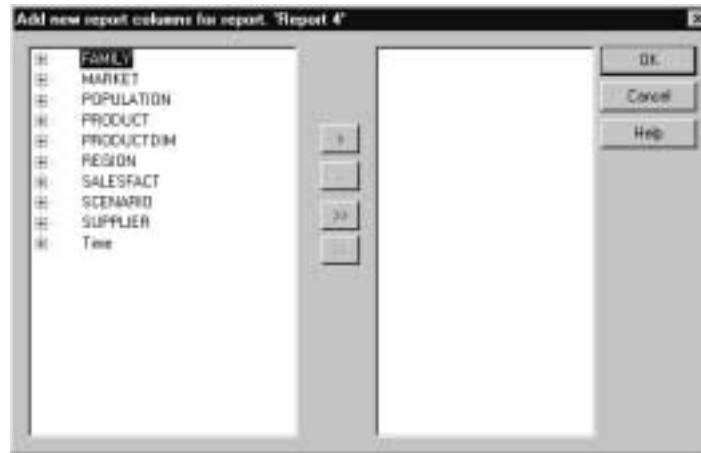 Add new report columns for report. 'Report 4'
FAMILY
MARKET
POPULATION
PRODUCT
PRODUCTDIM
REGION
SALESFACT
SCENARIO
SUPPLIER
Time
>
>>
OK
Cancel
Help